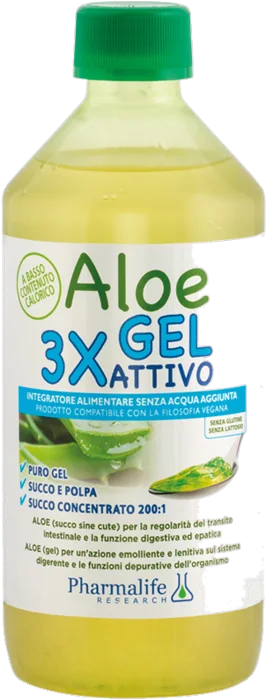 A BASSO
CONTENUTO
CALORICO
Aloe
3X GEL
ATTIVO
INTEGRATORE ALIMENTARE SENZA ACQUA AGGIUNTA
PRODOTTO COMPATIBILE CON LA FILOSOFIA VEGANA
SENZA GLUTINE
SENZA LATTOSIO
PURO GEL
SUCCO E POLPA
SUCCO CONCENTRATO 200:1
ALOE (succo sine cute) per la regolarità del transito
intestinale e la funzione digestiva ed epatica
ALOE (gel) per un'azione emolliente e lenitiva sul sistema
digerente e le funzioni depurative dell'organismo
Pharmalife
RESEARCH